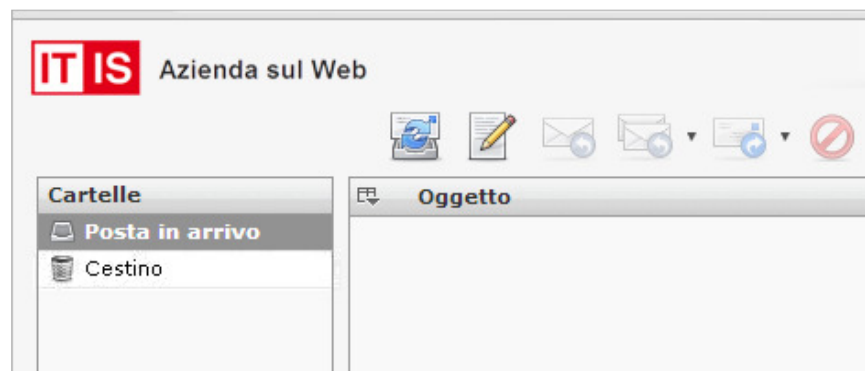 IT IS Azienda sul Web
Cartelle
Oggetto
Posta in arrivo
Cestino